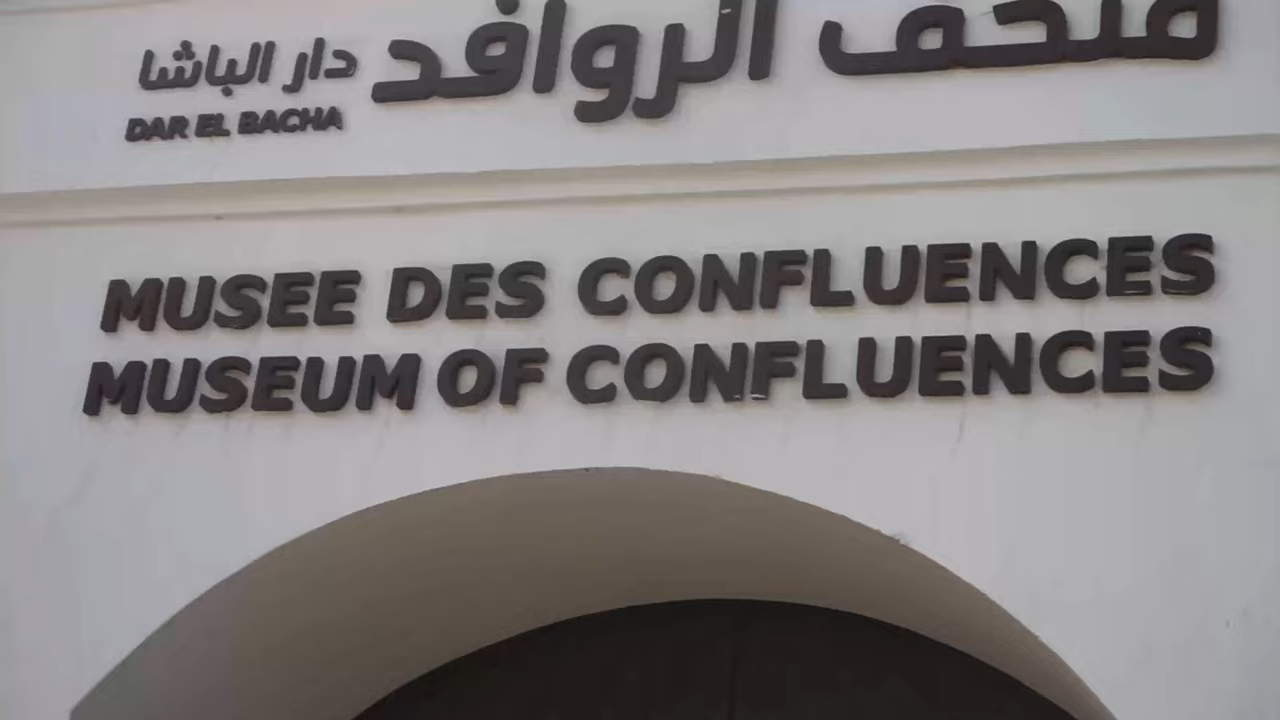 متحف الروافد دار الباشا
DAR EL BACHA
MUSEE DES CONFLUENCES
MUSEUM OF CONFLUENCES